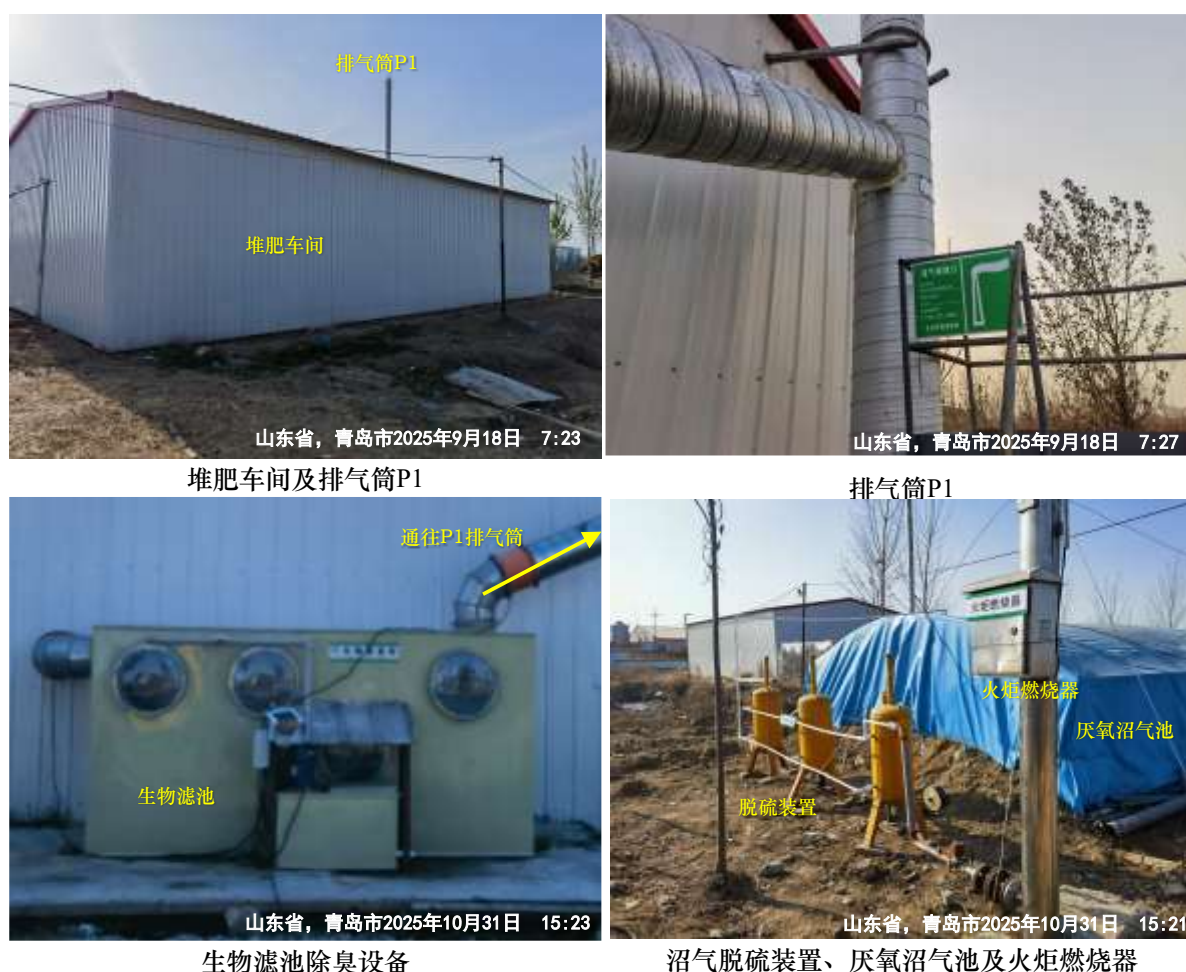 排气筒P1
堆肥车间
山东省，青岛市2025年9月18日 7:23
堆肥车间及排气筒P1
山东省，青岛市2025年9月18日 7:27
排气筒P1
通往P1排气筒
生物滤池
山东省，青岛市2025年10月31日 15:23
生物滤池除臭设备
火炬燃烧器
火炬燃烧器
厌氧沼气池
脱硫装置
山东省，青岛市2025年10月31日 15:21
沼气脱硫装置、厌氧沼气池及火炬燃烧器